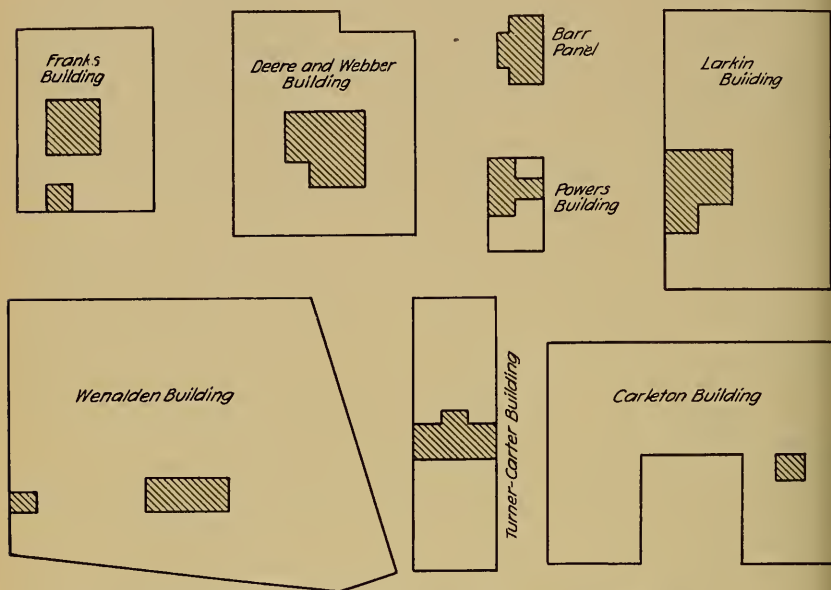 Franks
Building
Deere and Webber
Building
Barr
Panel
Larkin
Building
Powers
Building
Wenalden Building
Turner-Carter Building
Carleton Building